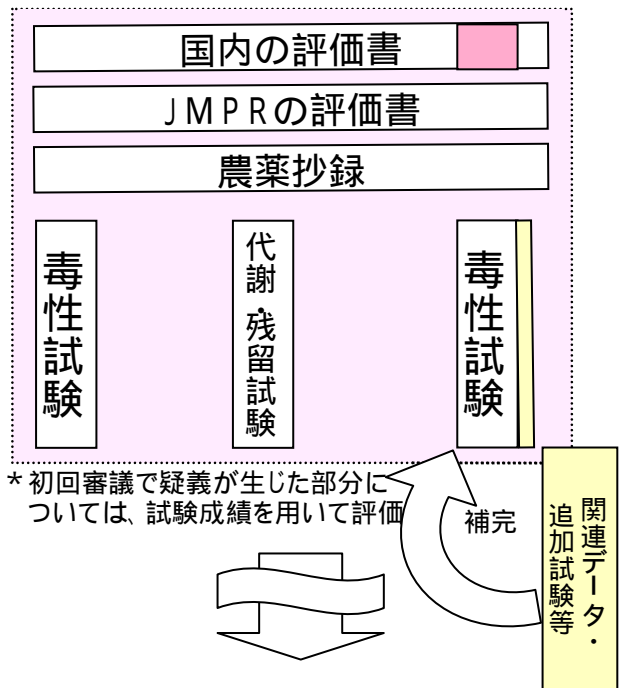 国内の評価書
JMPRの評価書
農薬抄録
毒性試験
代謝・残留試験
毒性試験
*初回審議で疑義が生じた部分に
ついては、試験成績を用いて評価
補完
関連データ・
追加試験等